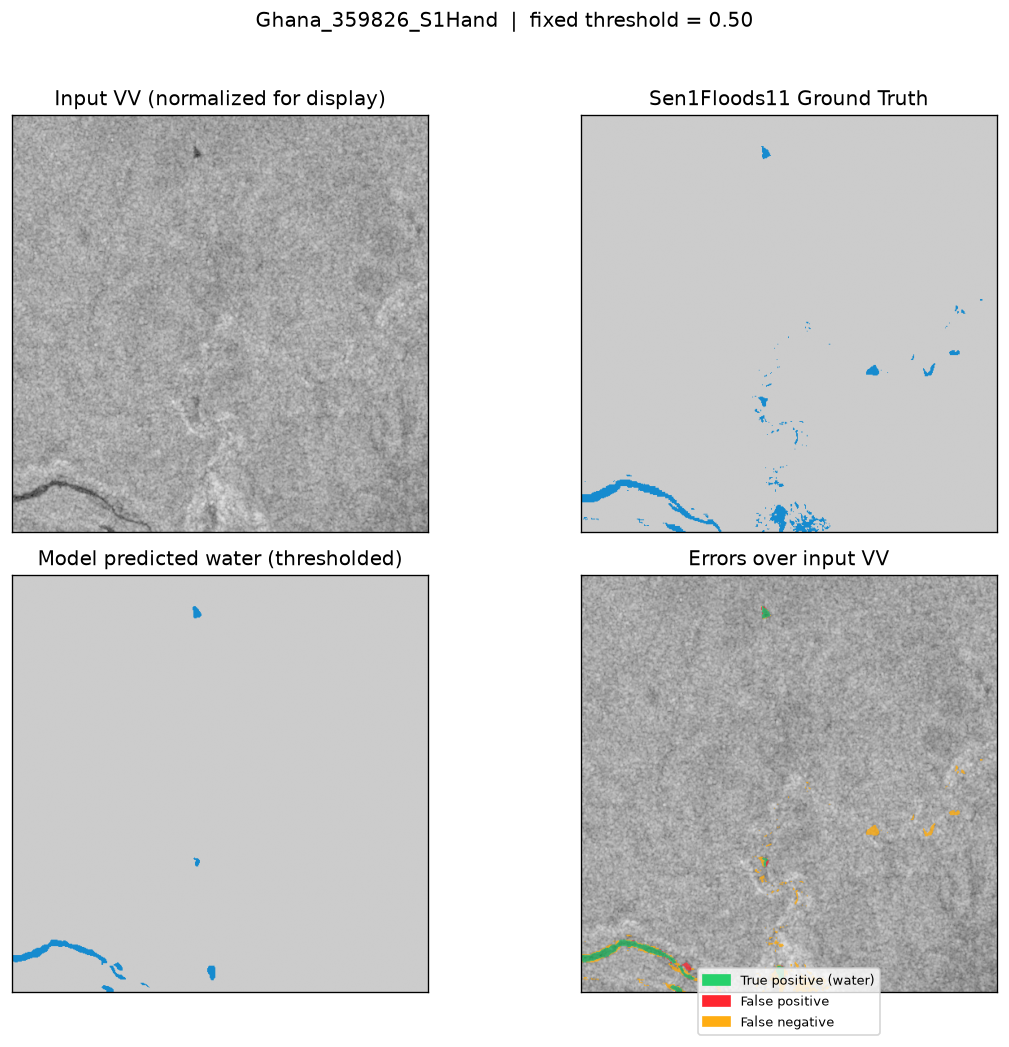 Ghana_359826_S1Hand  |  fixed threshold = 0.50
Input VV (normalized for display)
Sen1Floods11 Ground Truth
Model predicted water (thresholded)
Errors over input VV
True positive (water)
False positive
False negative